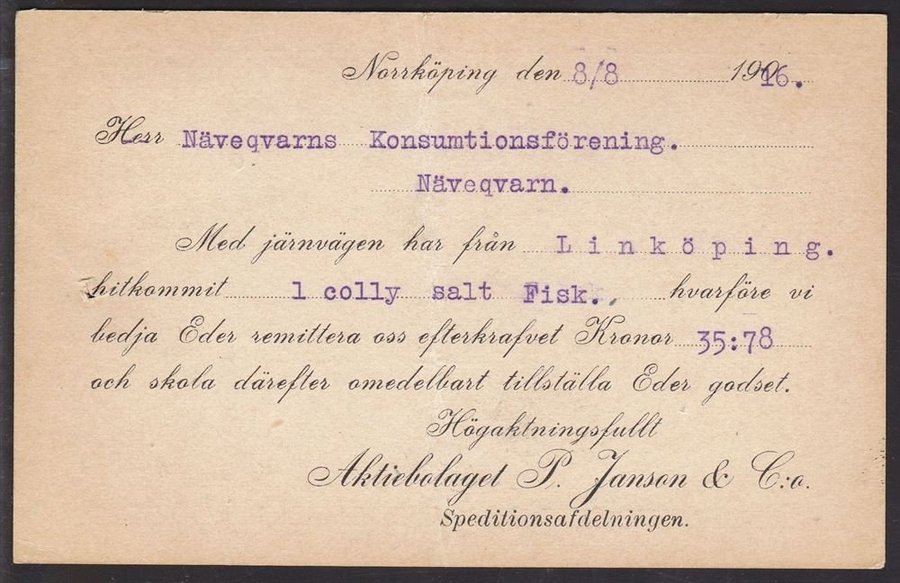 Norrköping den 8/8 19016.
Herr Näveqvarns Konsumtionsförening.
Näveqvarn.
Med järnvägen har från Linköping.
hitkommit 1 colly salt Fisk., hvarföre vi
bedja Eder remittera oss efterkrafvet Kronor 35:78
och skola därefter omedelbart tillställa Eder godset.
Högaktningsfullt
Aktiebolaget P. Janson & C:o.
Speditionsafdelningen.